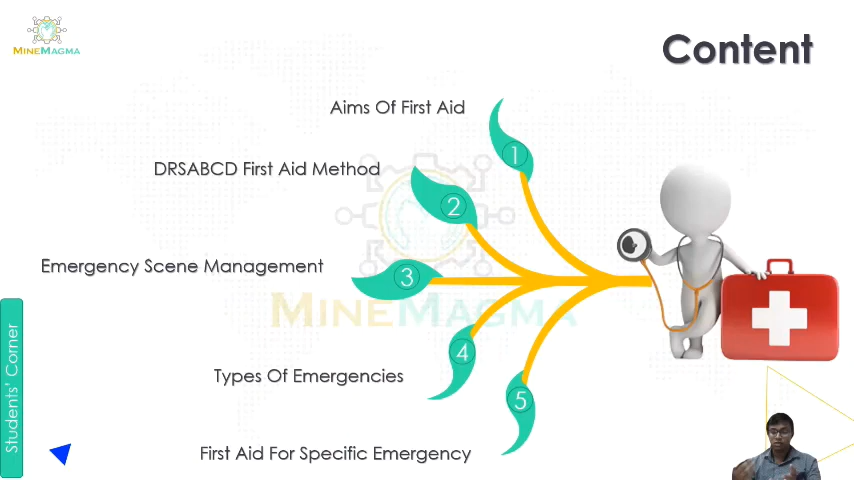 MINEMAGMA
Content
Aims Of First Aid
1
DRSABCD First Aid Method
2
Emergency Scene Management
3
MINEMAGMA
4
Types Of Emergencies
5
First Aid For Specific Emergency
Students' Corner